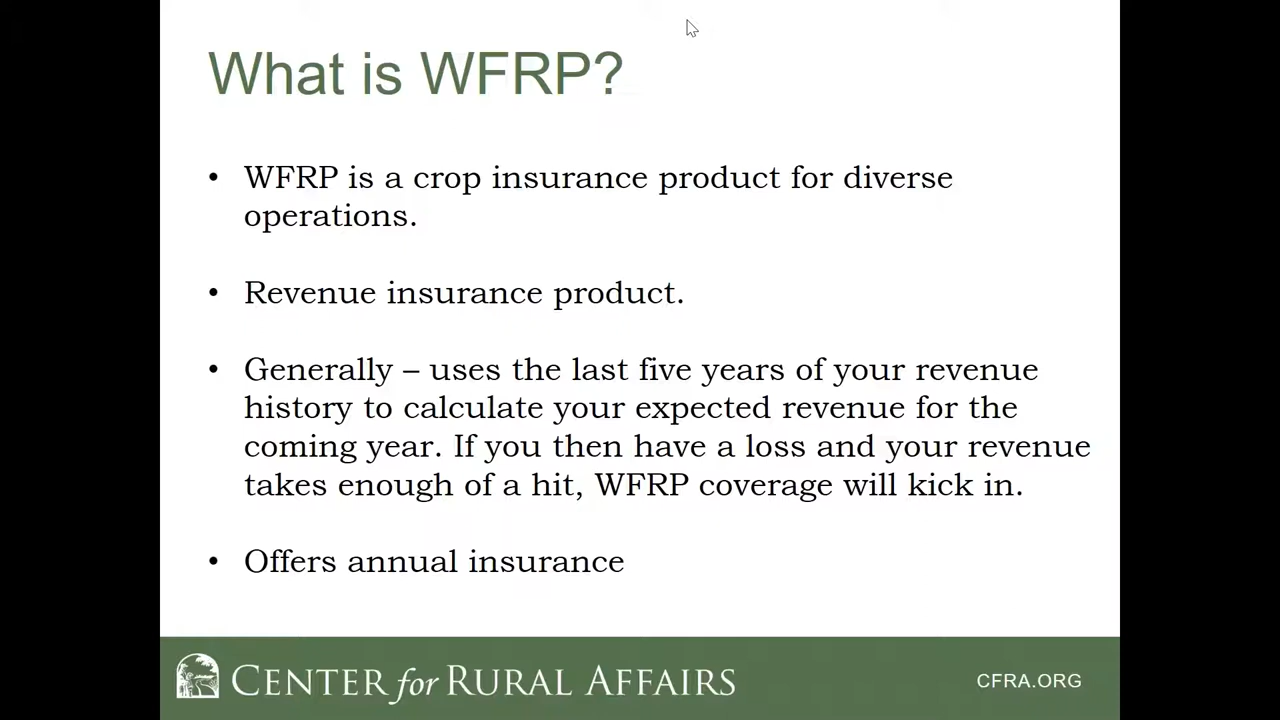 What is WFRP?
• WFRP is a crop insurance product for diverse
operations.
• Revenue insurance product.
• Generally – uses the last five years of your revenue
history to calculate your expected revenue for the
coming year. If you then have a loss and your revenue
takes enough of a hit, WFRP coverage will kick in.
• Offers annual insurance
CENTER for RURAL AFFAIRS
CFRA.ORG